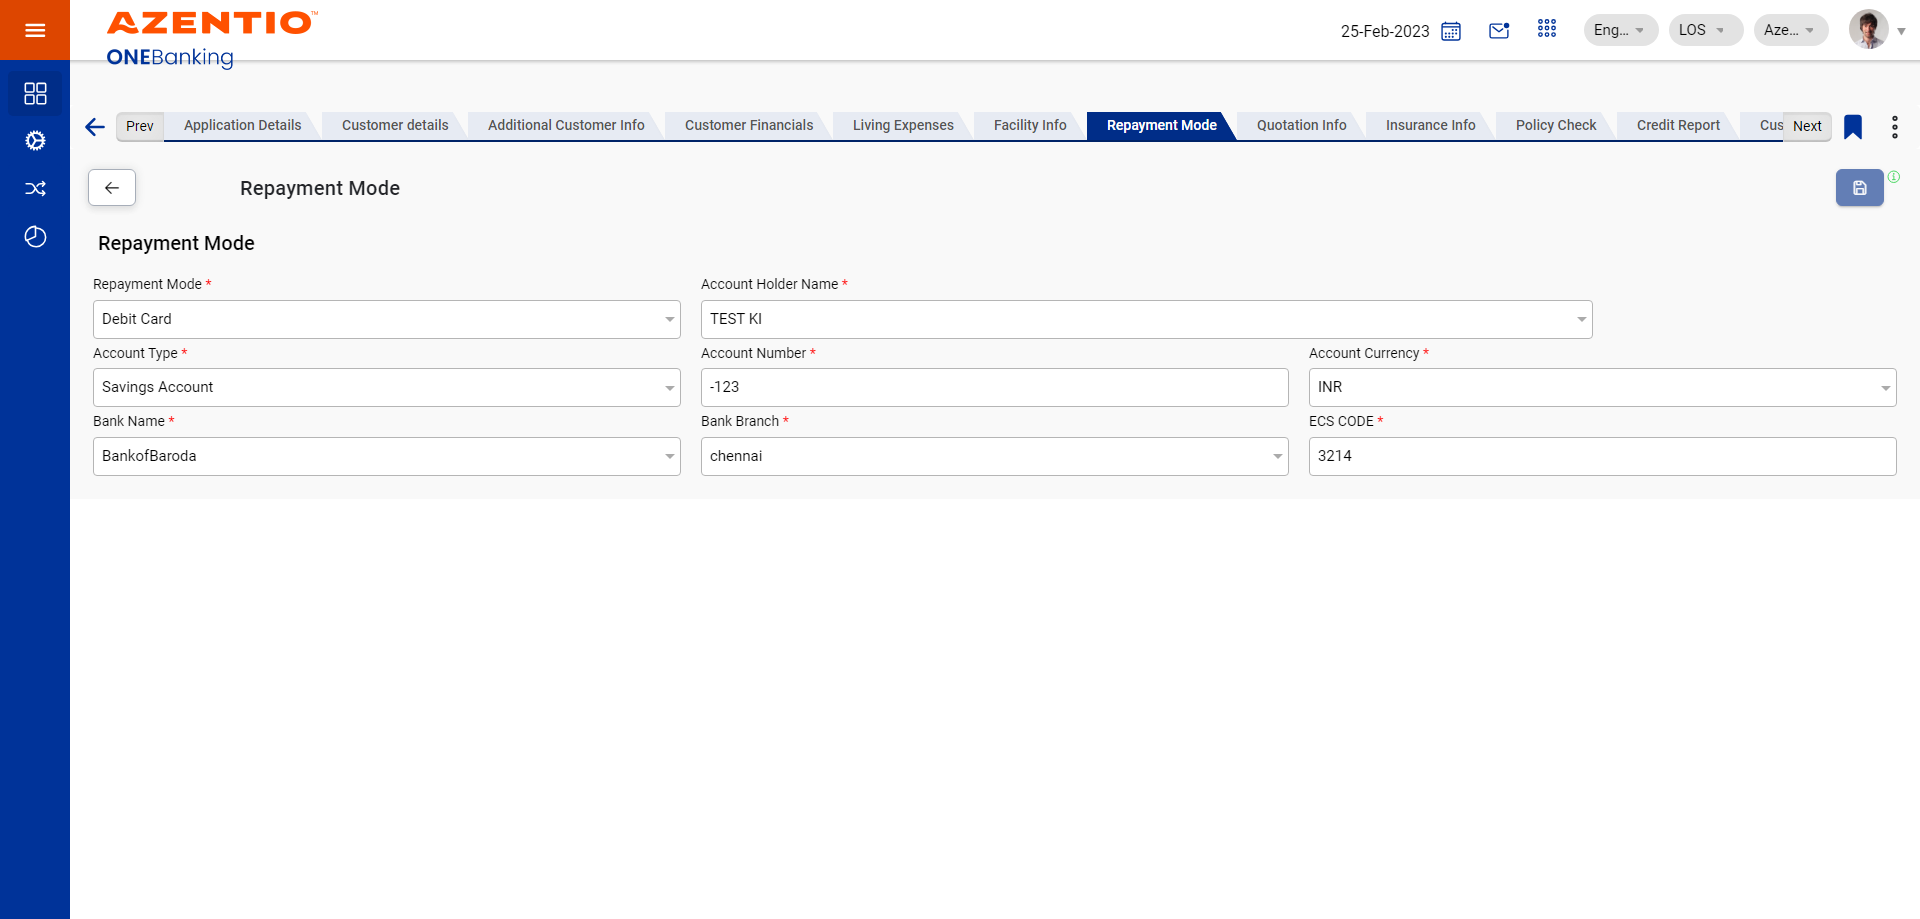 AZENTIO™
ONEBanking
25-Feb-2023
Eng...
LOS
Aze...
Prev
Application Details
Customer details
Additional Customer Info
Customer Financials
Living Expenses
Facility Info
Repayment Mode
Quotation Info
Insurance Info
Policy Check
Credit Report
Cus
Next
Repayment Mode
Repayment Mode
Repayment Mode *
Account Holder Name *
Debit Card
TEST KI
Account Type *
Account Number *
Account Currency *
Savings Account
-123
INR
Bank Name *
Bank Branch *
ECS CODE *
BankofBaroda
chennai
3214